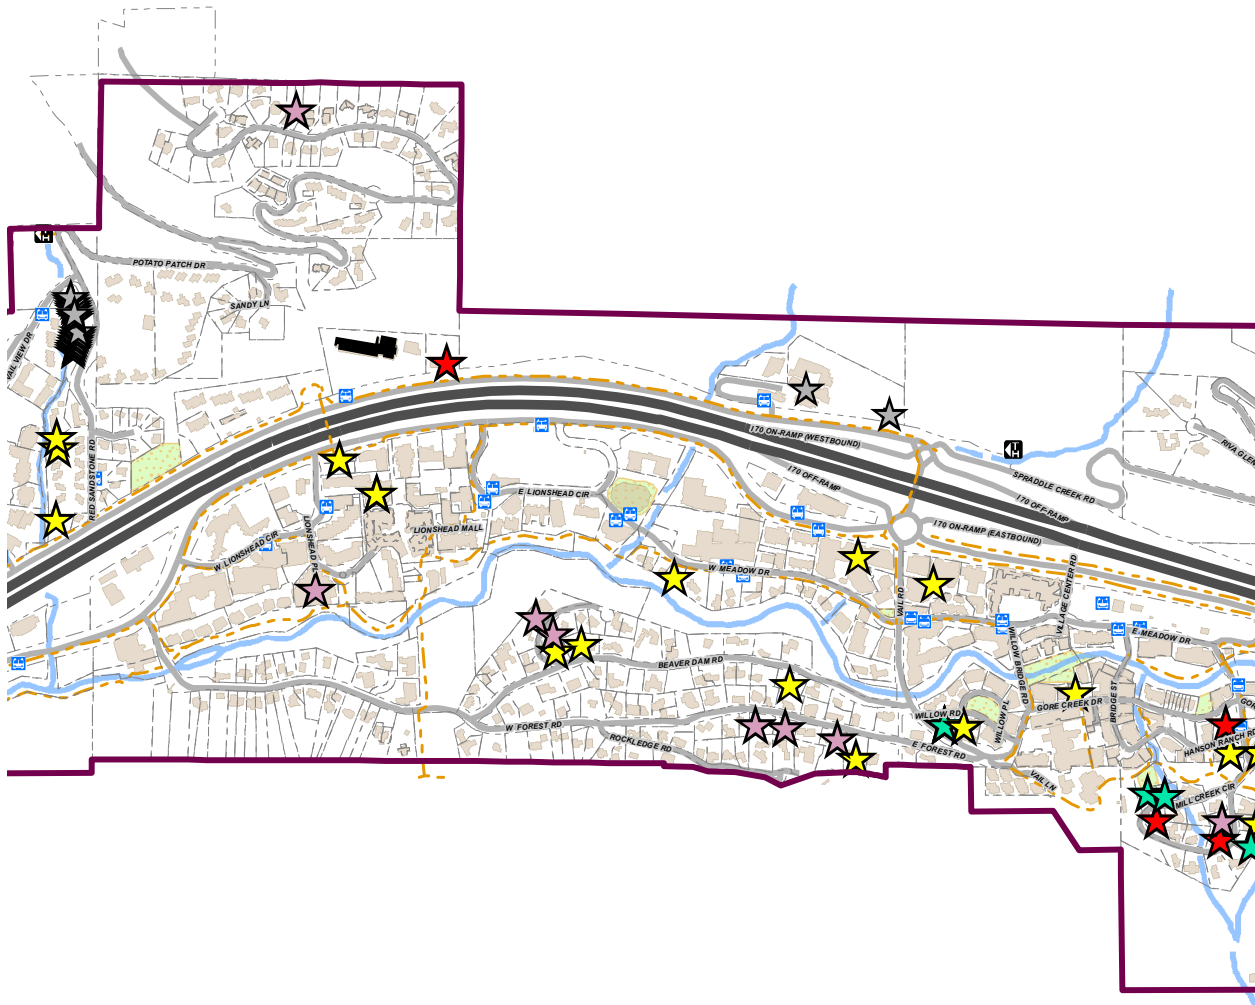 POTATO PATCH DR
SANDY LN
VAIL VIEW DR
RED SANDSTONE RD
I 70 ON-RAMP (WESTBOUND)
I 70 OFF-RAMP
SPRADDLE CREEK RD
I 70 OFF-RAMP
I 70 ON-RAMP (EASTBOUND)
RIVA GLEN
E LIONSHEAD CIR
LIONSHEAD MALL
W LIONSHEAD CIR
LIONSHEAD PL
W MEADOW DR
VAIL RD
VILLAGE CENTER RD
E MEADOW DR
WILLOW BRIDGE RD
BEAVER DAM RD
W FOREST RD
ROCKLEDGE RD
WILLOW RD
WILLOW PL
GORE CREEK DR
BRIDGE ST
E FOREST RD
VAIL LN
HANSON RANCH RD
MILL CREEK CIR